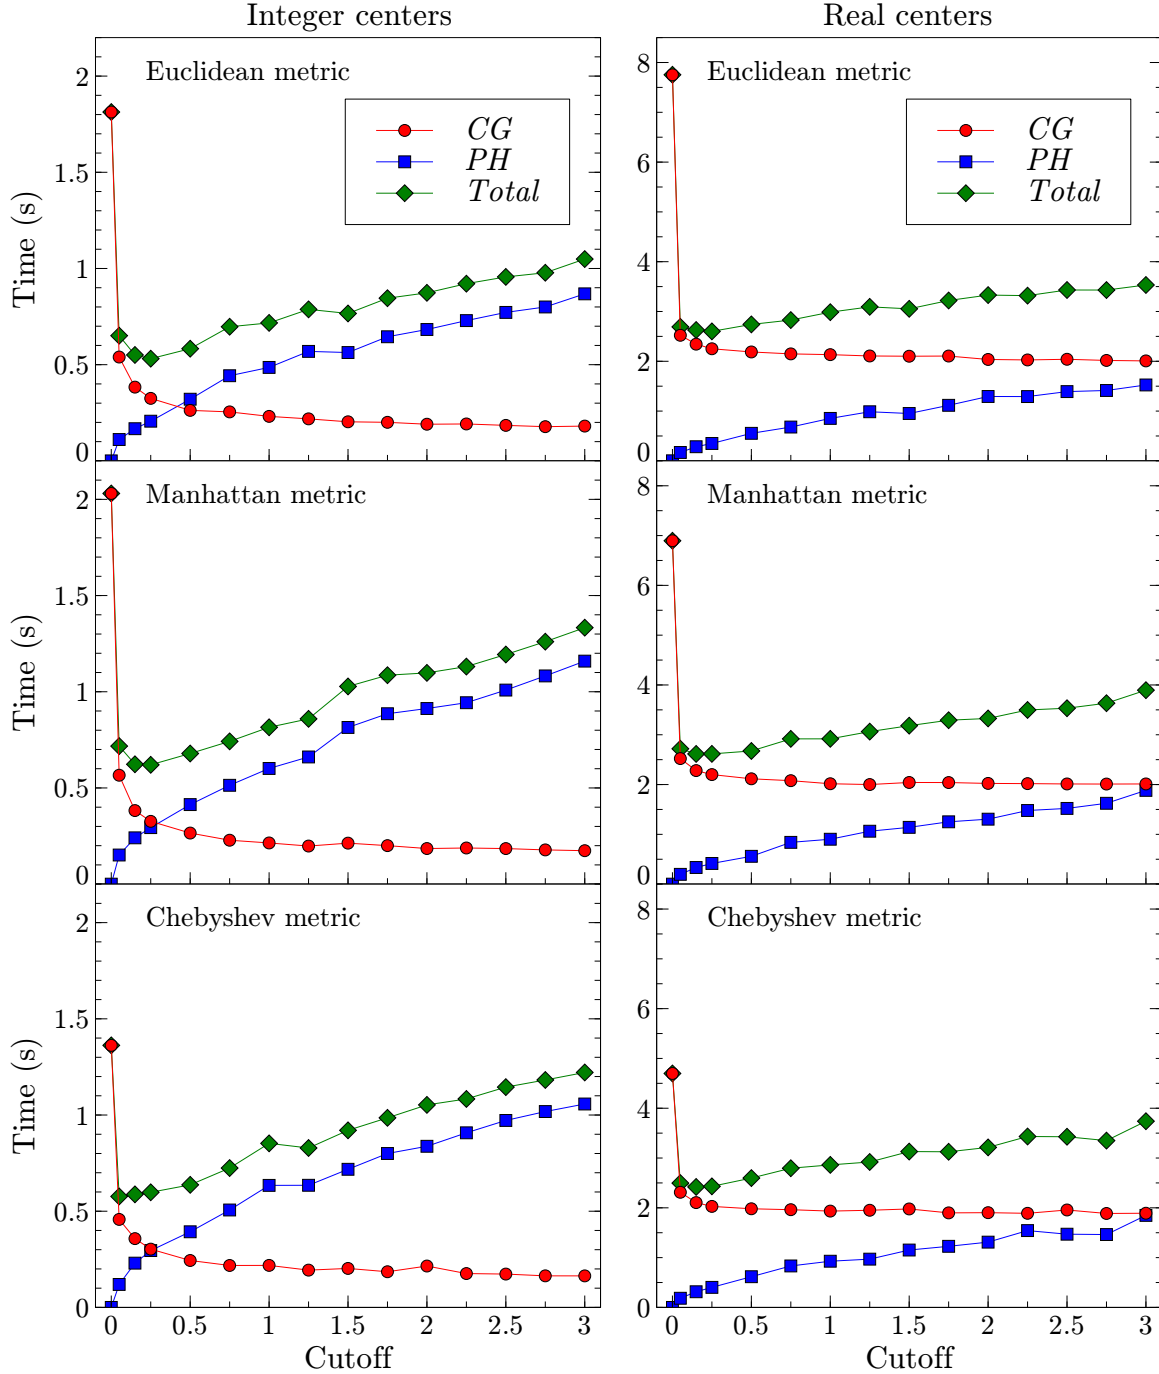 Integer centers
Real centers
Euclidean metric
CG
PH
Total
Time (s)
2
1.5
1
0.5
0
Euclidean metric
CG
PH
Total
8
6
4
2
0
Manhattan metric
Time (s)
2
1.5
1
0.5
0
Manhattan metric
8
6
4
2
0
Chebyshev metric
Time (s)
2
1.5
1
0.5
0
0 0.5 1 1.5 2 2.5 3
Cutoff
Chebyshev metric
8
6
4
2
0
0 0.5 1 1.5 2 2.5 3
Cutoff